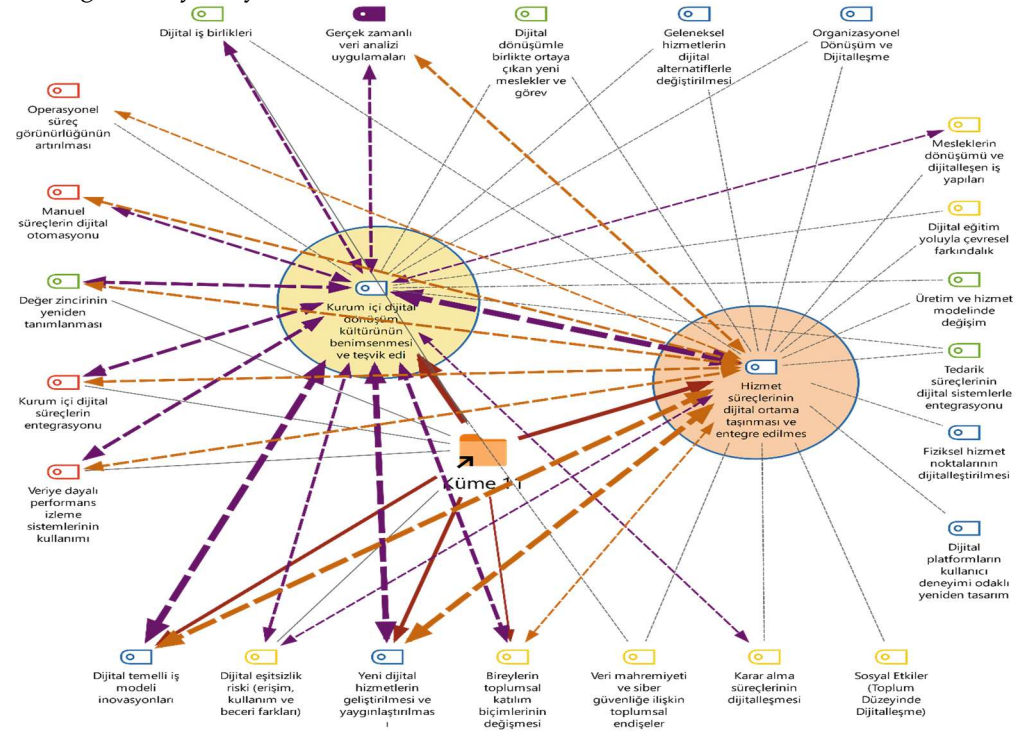 Dijital iş birlikleri
Gerçek zamanlı
veri analizi
uygulamaları
Dijital
dönüşümle
birlikte ortaya
çıkan yeni
meslekler ve
görev
Geleneksel
hizmetlerin
dijital
alternatiflerle
değiştirilmesi
Organizasyonel
Dönüşüm ve
Dijitalleşme
Operasyonel
süreç
görünürlüğünün
artırılması
Mesleklerin
dönüşümü ve
dijitalleşen iş
yapıları
Manuel
süreçlerin dijital
otomasyonu
Dijital eğitim
yoluyla çevresel
farkındalık
Değer zincirinin
yeniden
tanımlanması
Kurum içi dijital
dönüşüm
kültürünün
benimsenmesi
ve teşvik edi
Üretim ve hizmet
modelinde
değişim
Tedarik
süreçlerinin
dijital sistemlerle
entegrasyonu
Kurum içi dijital
süreçlerin
entegrasyonu
Hizmet
süreçlerinin
dijital ortama
taşınması ve
entegre edilmes
Fiziksel hizmet
noktalarının
dijitalleştirilmesi
Veriye dayalı
performans
izleme
sistemlerinin
kullanımı
Küme 11
Dijital
platformların
kullanıcı
deneyimi odaklı
yeniden tasarım
Dijital temelli iş
modeli
inovasyonları
Dijital eşitsizlik
riski (erişim,
kullanım ve
beceri farkları)
Yeni dijital
hizmetlerin
geliştirilmesi ve
yaygınlaştırılmas
ı
Bireylerin
toplumsal
katılım
biçimlerinin
değişmesi
Veri mahremiyeti
ve siber
güvenliğe ilişkin
toplumsal
endişeler
Karar alma
süreçlerinin
dijitalleşmesi
Sosyal Etkiler
(Toplum
Düzeyinde
Dijitalleşme)